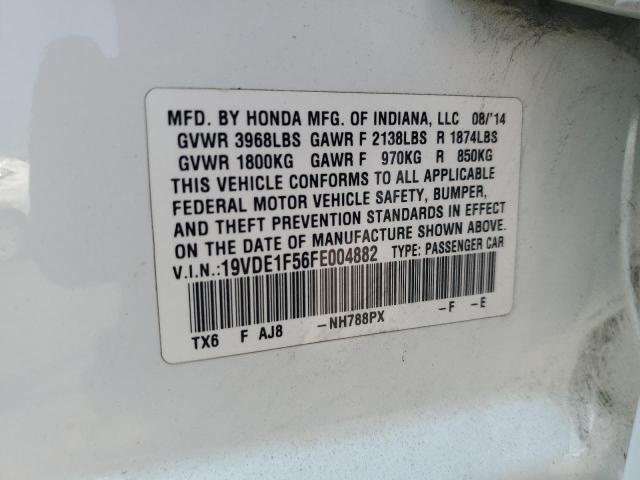 MFD. BY HONDA MFG. OF INDIANA, LLC 08/'14
GVWR 3968LBS GAWR F 2138LBS R 1874LBS
GVWR 1800KG GAWR F 970KG R 850KG
THIS VEHICLE CONFORMS TO ALL APPLICABLE
FEDERAL MOTOR VEHICLE SAFETY, BUMPER,
AND THEFT PREVENTION STANDARDS IN EFFECT
ON THE DATE OF MANUFACTURE SHOWN ABOVE.
V.I.N.:19VDE1F56FE004882 TYPE: PASSENGER CAR
TX6 F AJ8 -NH788PX -F -E